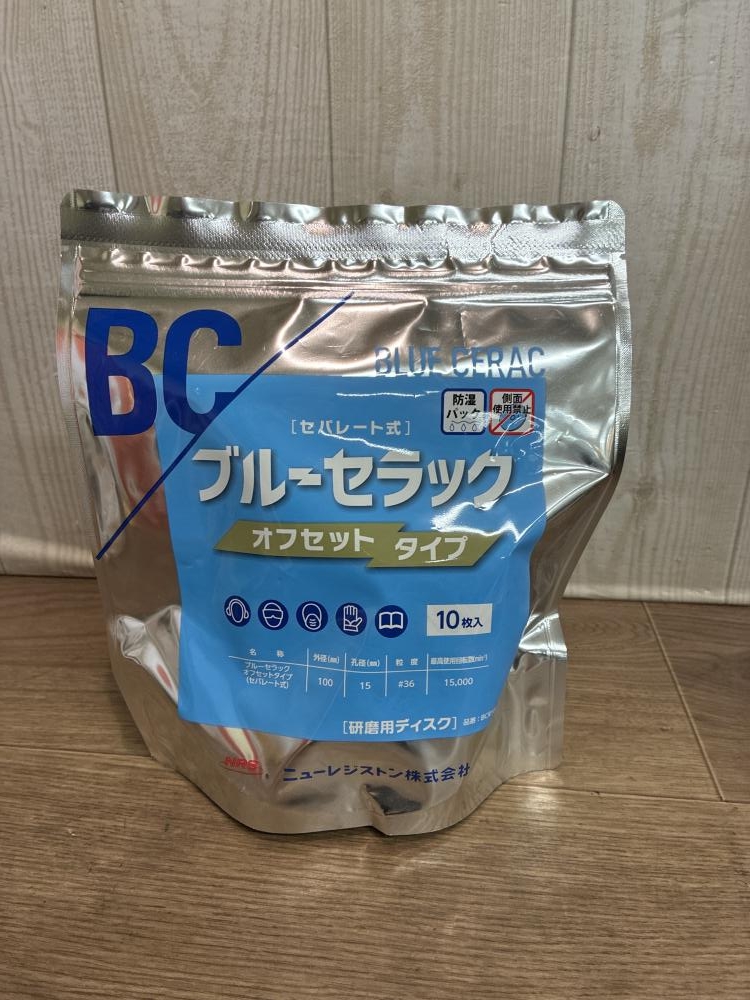 BC
BLUE CERAC
防湿
パック
側面
使用禁止
[セパレート式]
ブルーセラック
オフセット タイプ
10枚入
名 称 外径(㎜) 孔径(㎜) 粒 度 最高使用回転数(min⁻¹)
ブルーセラック
オフセットタイプ
(セパレート式) 100 15 #36 15,000
[研磨用ディスク] 品番:
NRS® ニューレジストン株式会社